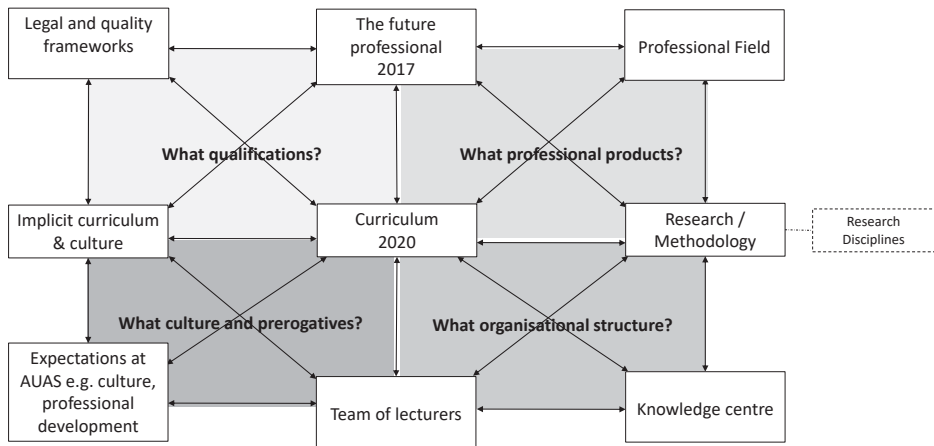 Legal and quality
frameworks
The future
professional
2017
Professional Field
What qualifications?
What professional products?
Implicit curriculum
& culture
Curriculum
2020
Research /
Methodology
Research
Disciplines
What culture and prerogatives?
What organisational structure?
Expectations at
AUAS e.g. culture,
professional
development
Team of lecturers
Knowledge centre